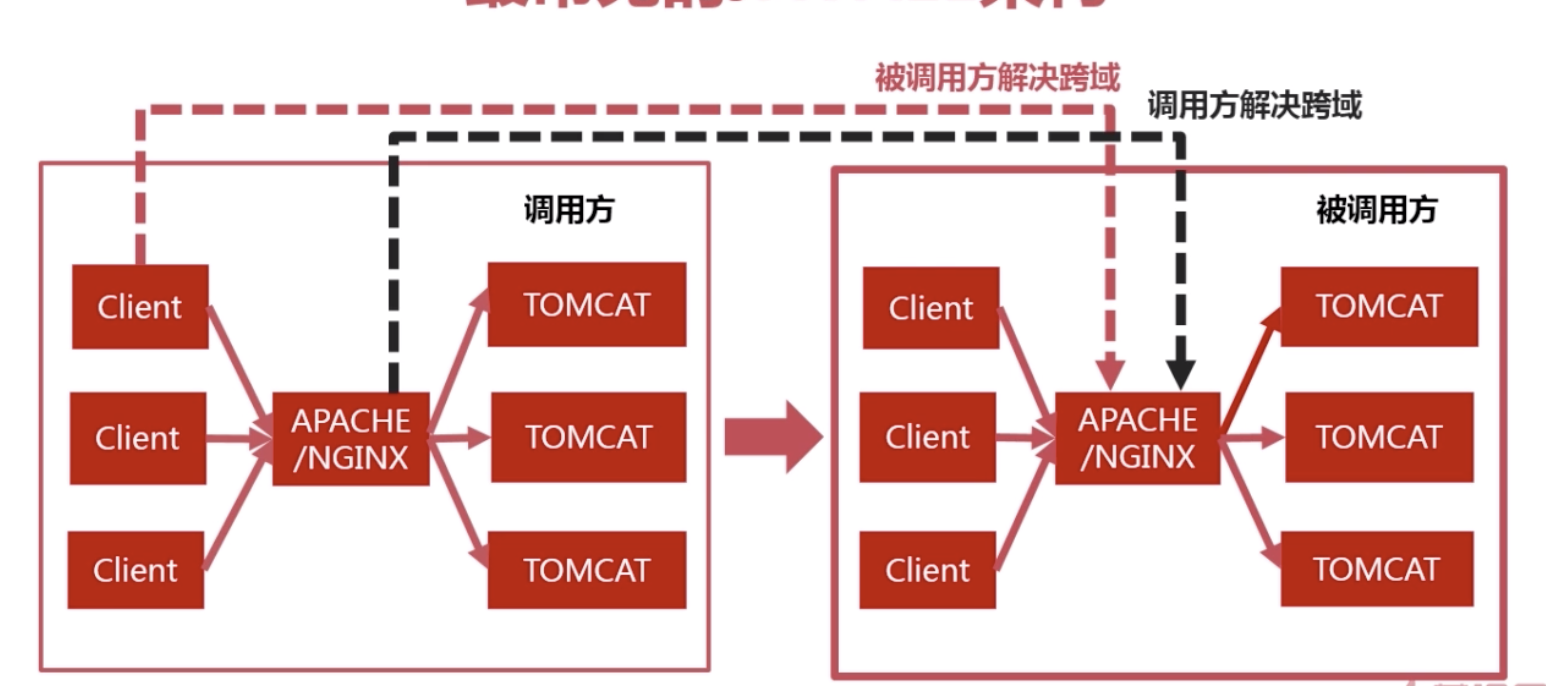 被调用方解决跨域
调用方解决跨域
调用方
被调用方
Client
TOMCAT
Client
APACHE
/NGINX
TOMCAT
Client
TOMCAT
Client
TOMCAT
Client
APACHE
/NGINX
TOMCAT
Client
TOMCAT